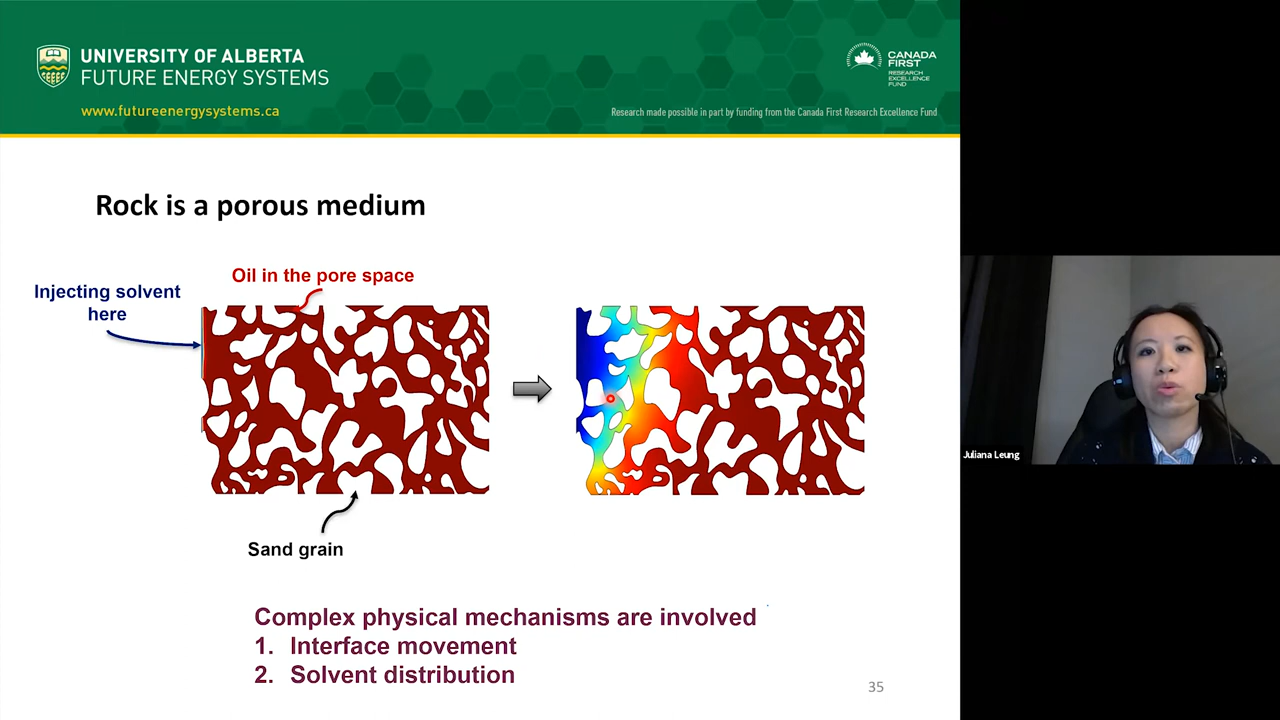 UNIVERSITY OF ALBERTA
FUTURE ENERGY SYSTEMS
www.futureenergysystems.ca
CANADA
FIRST
RESEARCH
EXCELLENCE
FUND
Research made possible in part by funding from the Canada First Research Excellence Fund
Rock is a porous medium
Oil in the pore space
Injecting solvent
here
Sand grain
Complex physical mechanisms are involved
1. Interface movement
2. Solvent distribution
35
Juliana Leung